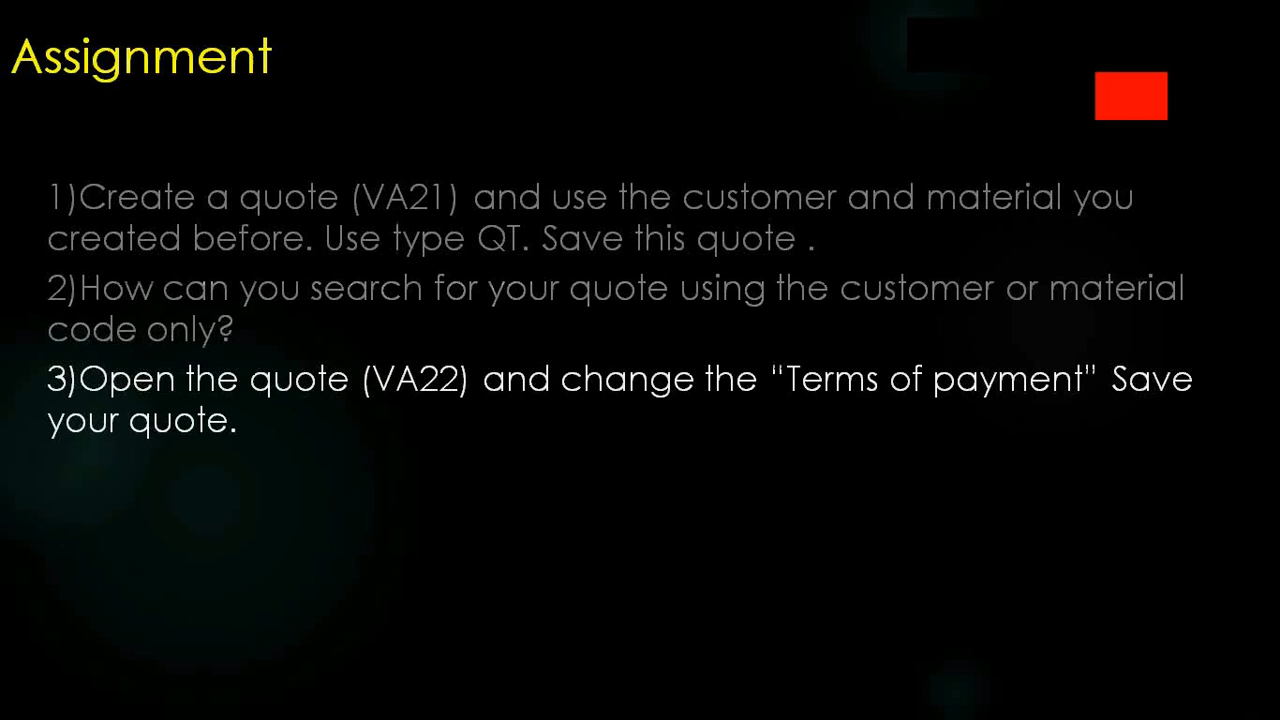 Assignment
1)Create a quote (VA21) and use the customer and material you
created before. Use type QT. Save this quote .
2)How can you search for your quote using the customer or material
code only?
3)Open the quote (VA22) and change the “Terms of payment” Save
your quote.